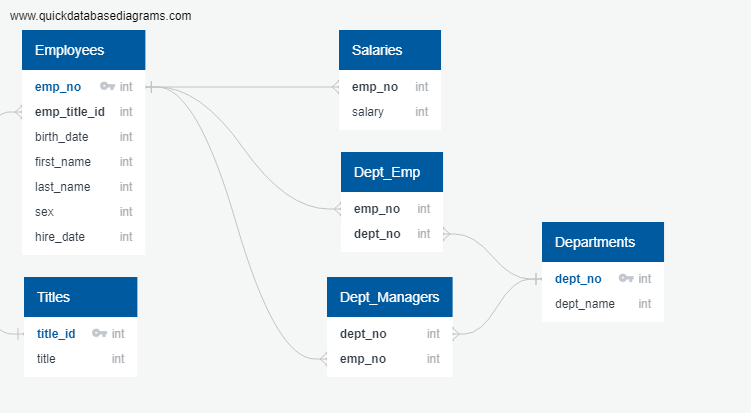 www.quickdatabasediagrams.com
Employees
emp_no int
emp_title_id int
birth_date int
first_name int
last_name int
sex int
hire_date int
Salaries
emp_no int
salary int
Dept_Emp
emp_no int
dept_no int
Departments
dept_no int
dept_name int
Titles
title_id int
title int
Dept_Managers
dept_no int
emp_no int